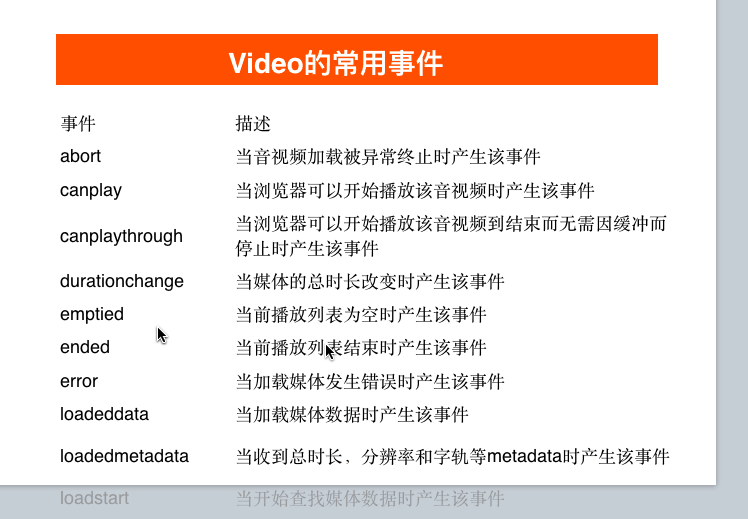 Video的常用事件
事件 描述
abort 当音视频加载被异常终止时产生该事件
canplay 当浏览器可以开始播放该音视频时产生该事件
canplaythrough 当浏览器可以开始播放该音视频到结束而无需因缓冲而
停止时产生该事件
durationchange 当媒体的总时长改变时产生该事件
emptied 当前播放列表为空时产生该事件
ended 当前播放列表结束时产生该事件
error 当加载媒体发生错误时产生该事件
loadeddata 当加载媒体数据时产生该事件
loadedmetadata 当收到总时长，分辨率和字轨等metadata时产生该事件
loadstart 当开始查找媒体数据时产生该事件